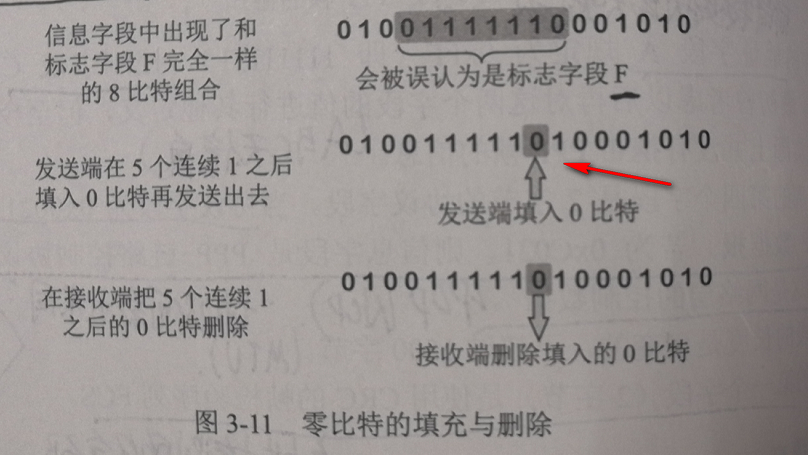 信息字段中出现了和
标志字段 F 完全一样
的 8 比特组合
01001111110001010
会被误认为是标志字段 F
发送端在 5 个连续 1 之后
填入 0 比特再发送出去
010011111010001010
发送端填入 0 比特
在接收端把 5 个连续 1
之后的 0 比特删除
010011111010001010
接收端删除填入的 0 比特
图 3-11 零比特的填充与删除